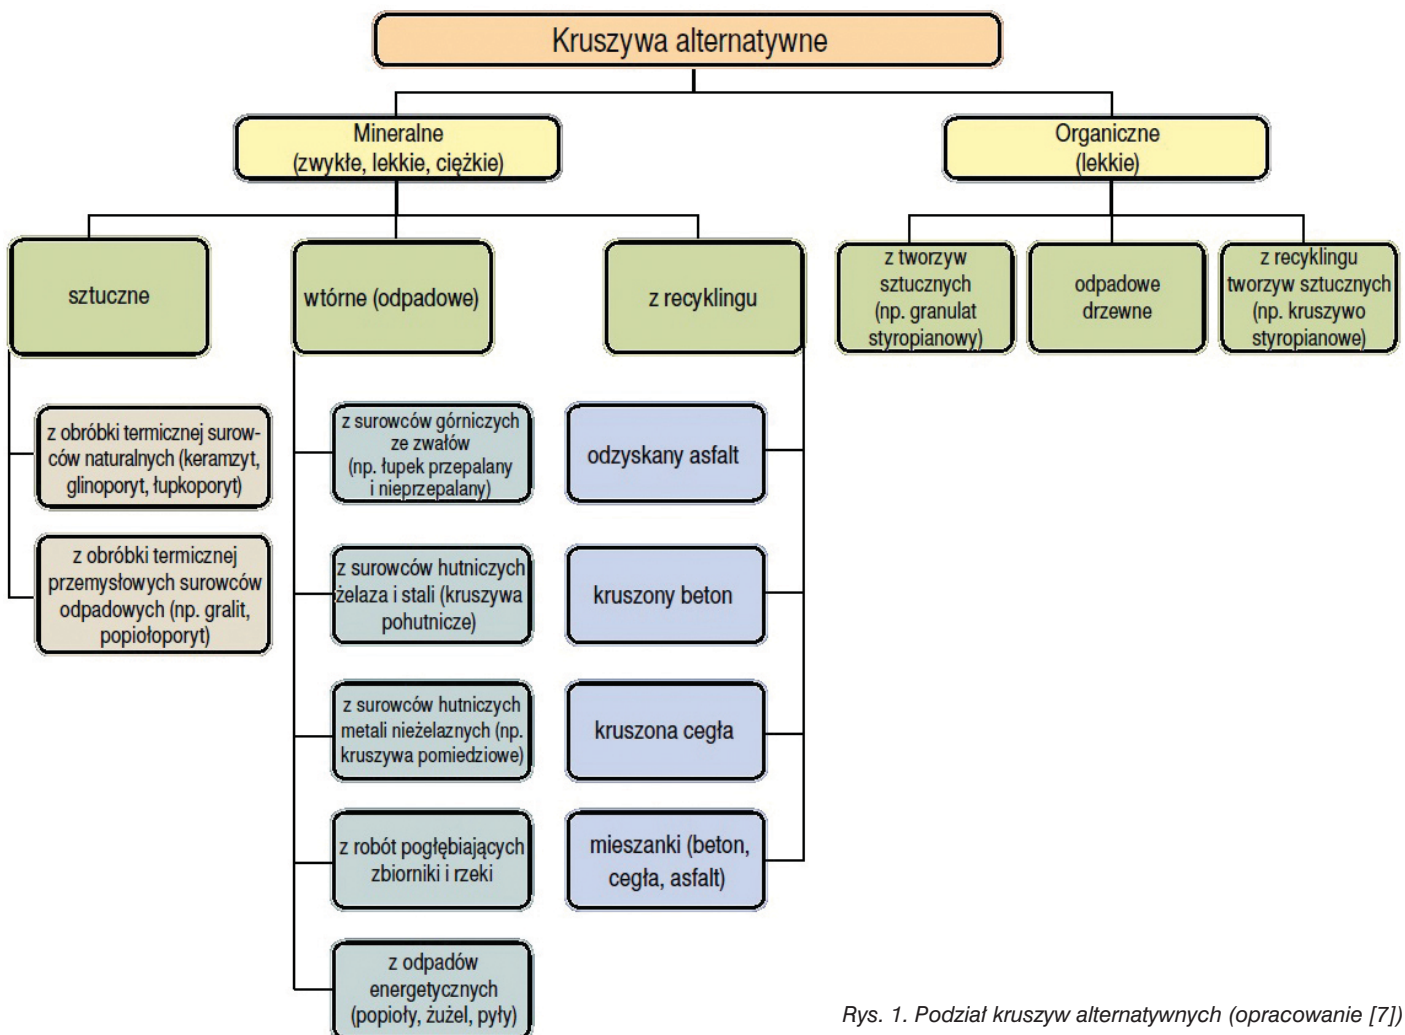 Kruszywa alternatywne
Mineralne
(zwykłe, lekkie, ciężkie)
Organiczne
(lekkie)
sztuczne
wtórne (odpadowe)
z recyklingu
z tworzyw
sztucznych
(np. granulat
styropianowy)
odpadowe
drzewne
z recyklingu
tworzyw sztucznych
(np. kruszywo
styropianowe)
z obróbki termicznej surow-
ców naturalnych (keramzyt,
glinoporyt, łupkoporyt)
z obróbki termicznej
przemysłowych surowców
odpadowych (np. gralit,
popiołoporyt)
z surowców górniczych
ze zwałów
(np. łupek przepalany
i nieprzepalany)
z surowców hutniczych
żelaza i stali (kruszywa
pohutnicze)
z surowców hutniczych
metali nieżelaznych (np.
kruszywa pomiedziowe)
z robót pogłębiających
zbiorniki i rzeki
z odpadów
energetycznych
(popioły, żużel, pyły)
odzyskany asfalt
kruszony beton
kruszona cegła
mieszanki (beton,
cegła, asfalt)
Rys. 1. Podział kruszyw alternatywnych (opracowanie [7])